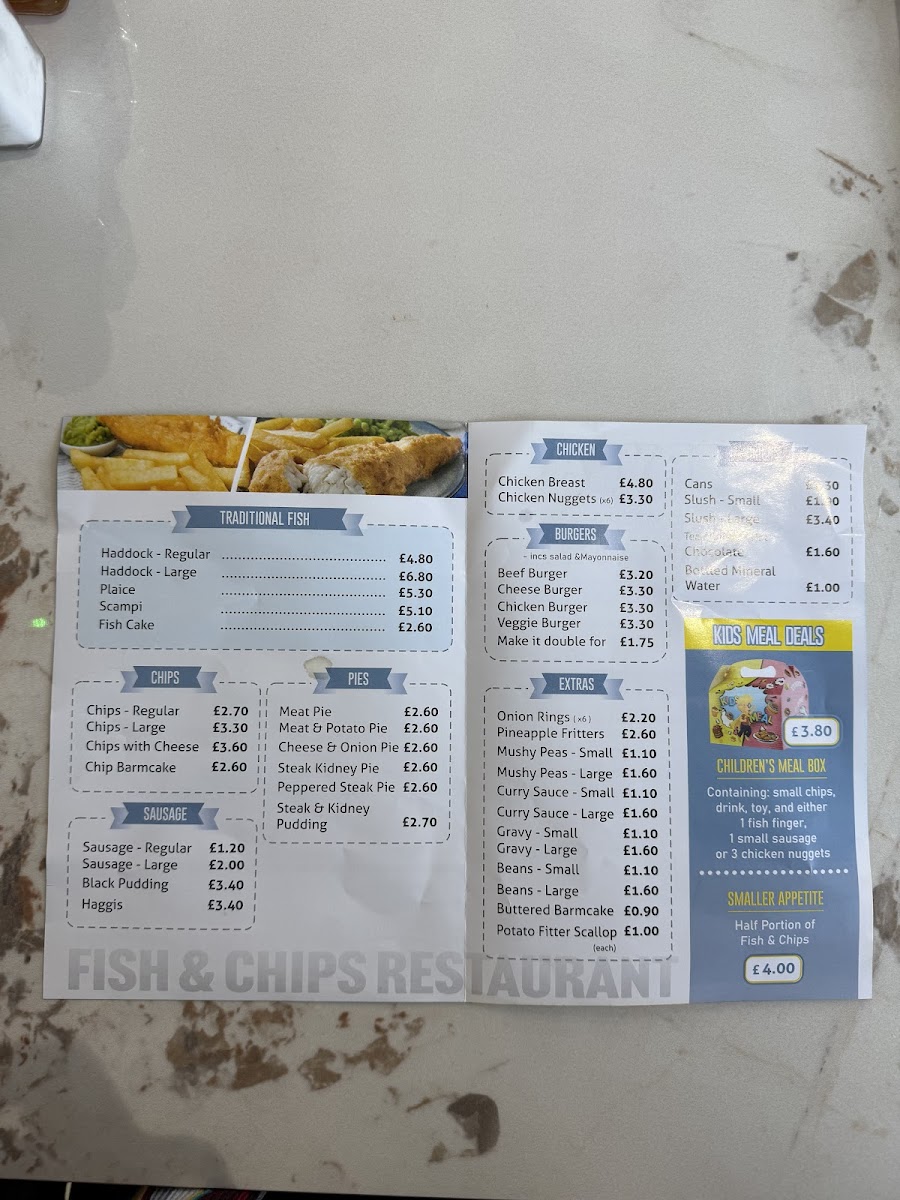 TRADITIONAL FISH
Haddock - Regular ........ £4.80
Haddock - Large ........ £6.80
Plaice ........ £5.30
Scampi ........ £5.10
Fish Cake ........ £2.60
CHIPS
Chips - Regular £2.70
Chips - Large £3.30
Chips with Cheese £3.60
Chip Barmcake £2.60
SAUSAGE
Sausage - Regular £1.20
Sausage - Large £2.00
Black Pudding £3.40
Haggis £3.40
PIES
Meat Pie £2.60
Meat & Potato Pie £2.60
Cheese & Onion Pie £2.60
Steak Kidney Pie £2.60
Peppered Steak Pie £2.60
Steak & Kidney
Pudding £2.70
CHICKEN
Chicken Breast £4.80
Chicken Nuggets (x6) £3.30
BURGERS
~ incs salad &Mayonnaise
Beef Burger £3.20
Cheese Burger £3.30
Chicken Burger £3.30
Veggie Burger £3.30
Make it double for £1.75
EXTRAS
Onion Rings (x6) £2.20
Pineapple Fritters £2.60
Mushy Peas - Small £1.10
Mushy Peas - Large £1.60
Curry Sauce - Small £1.10
Curry Sauce - Large £1.60
Gravy - Small £1.10
Gravy - Large £1.60
Beans - Small £1.10
Beans - Large £1.60
Buttered Barmcake £0.90
Potato Fitter Scallop £1.00
(each)
Cans
Slush - Small
Slush - Large £3.40
Chocolate £1.60
Bottled Mineral
Water £1.00
KIDS MEAL DEALS
£3.80
CHILDREN'S MEAL BOX
Containing: small chips,
drink, toy, and either
1 fish finger,
1 small sausage
or 3 chicken nuggets
SMALLER APPETITE
Half Portion of
Fish & Chips
£4.00
FISH & CHIPS RESTAURANT